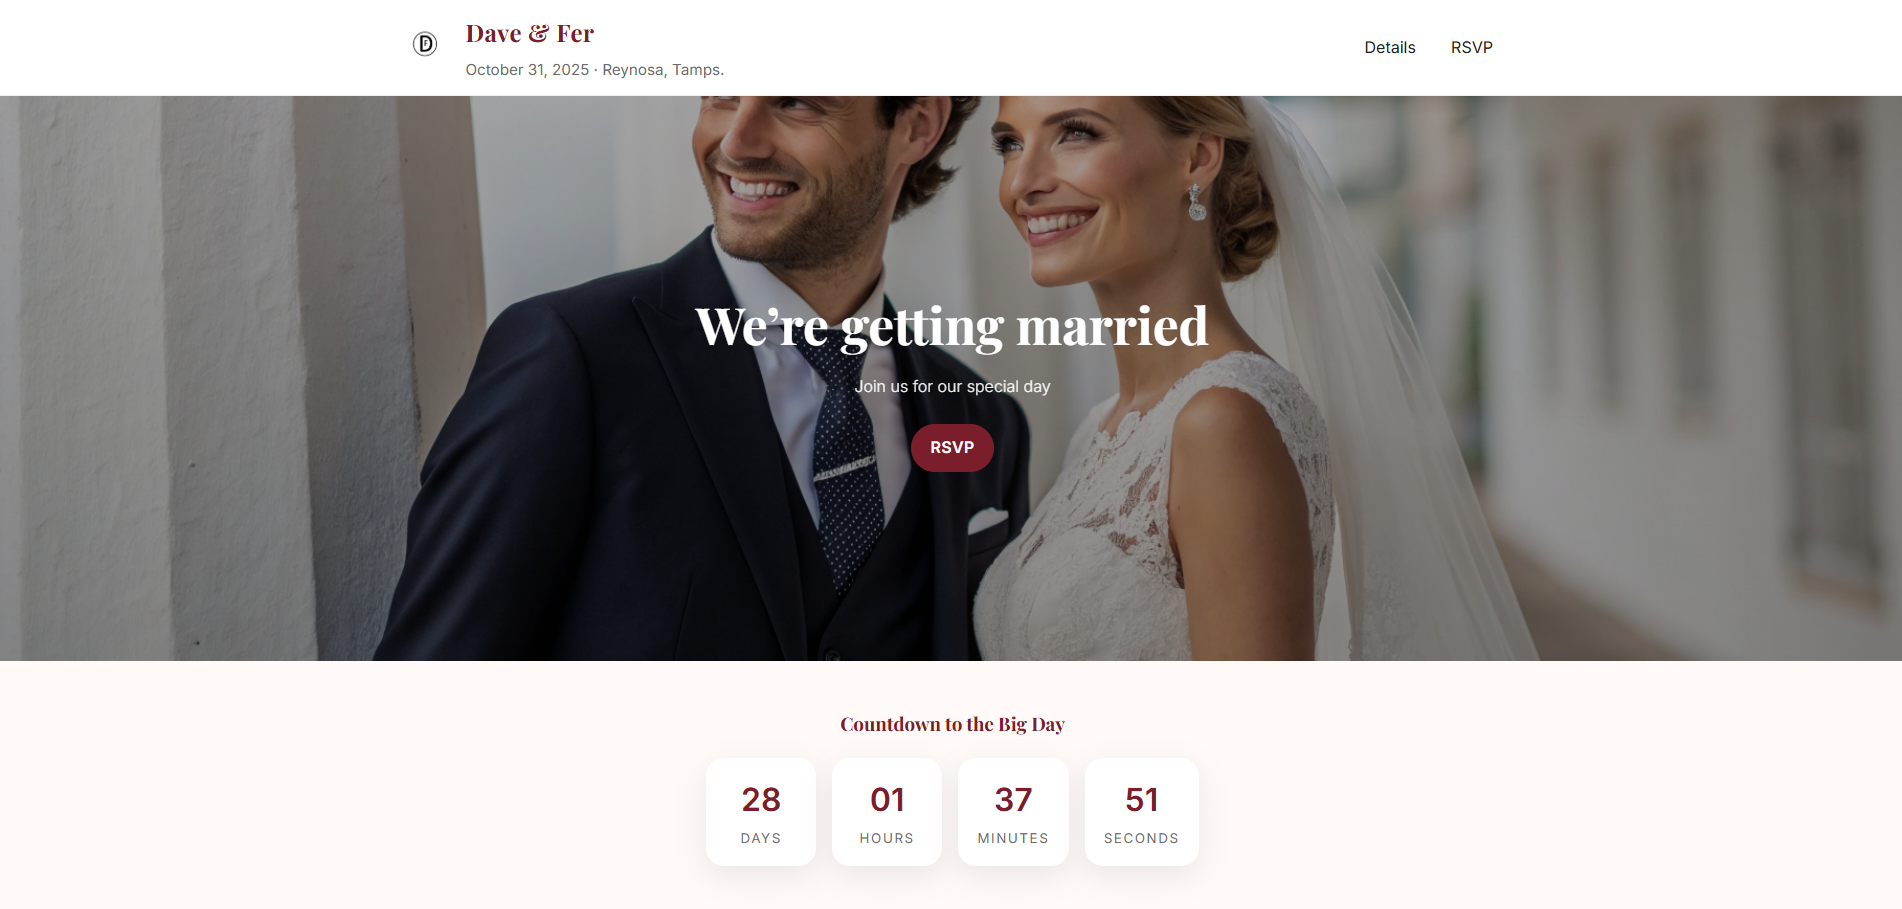 Dave & Fer
October 31, 2025 · Reynosa, Tamps.
Details RSVP
We’re getting married
Join us for our special day
RSVP
Countdown to the Big Day
28 01 37 51
DAYS HOURS MINUTES SECONDS